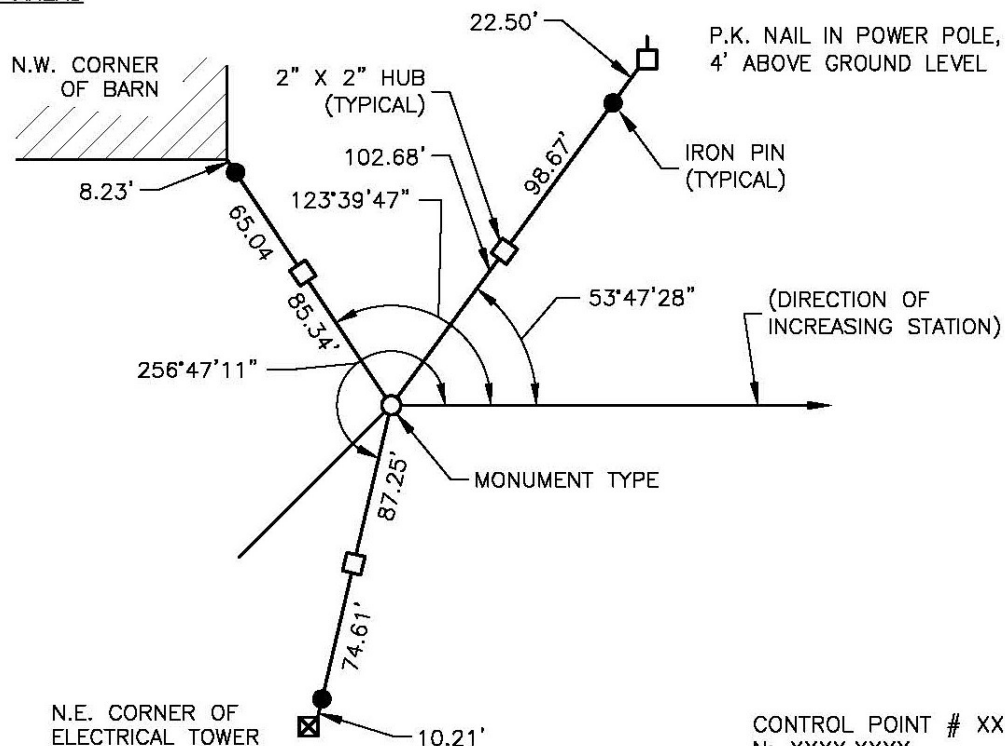 22.50'
P.K. NAIL IN POWER POLE,
4' ABOVE GROUND LEVEL
N.W. CORNER
OF BARN
2" X 2" HUB
(TYPICAL)
IRON PIN
(TYPICAL)
102.68'
98.67'
8.23'
123°39'47"
65.04
85.34'
53°47'28"
(DIRECTION OF
INCREASING STATION)
256°47'11"
MONUMENT TYPE
87.25'
74.61'
N.E. CORNER OF
ELECTRICAL TOWER
10.21'
CONTROL POINT # XX